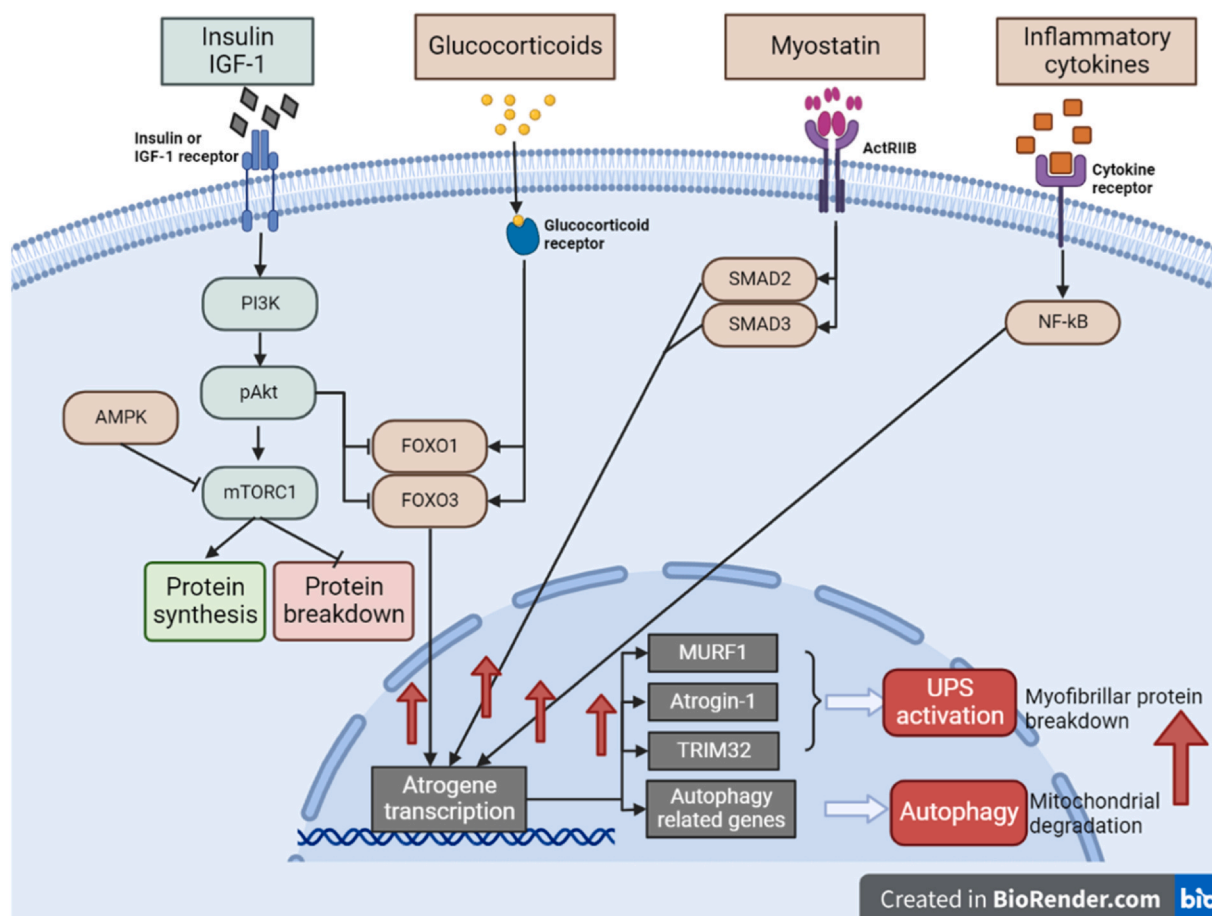 Insulin
IGF-1
Glucocorticoids
Myostatin
Inflammatory
cytokines
Insulin or
IGF-1 receptor
ActRIIB
Cytokine
receptor
Glucocorticoid
receptor
PI3K
SMAD2
SMAD3
NF-kB
pAkt
AMPK
FOXO1
mTORC1
FOXO3
Protein
synthesis
Protein
breakdown
MURF1
Atrogin-1
TRIM32
UPS
activation
Myofibrillar protein
breakdown
Atrogene
transcription
Autophagy
related genes
Autophagy
Mitochondrial
degradation
Created in BioRender.com
bio